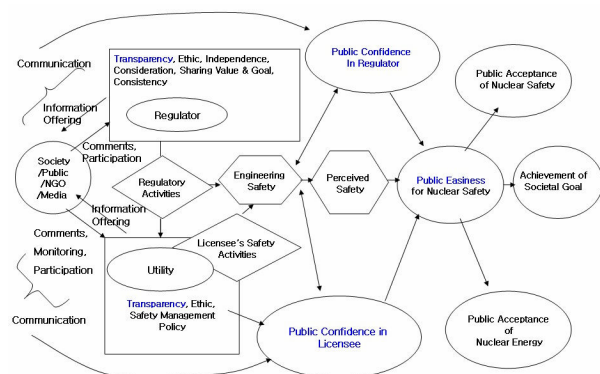 Communication
Information
Offering
Transparency, Ethic, Independence,
Consideration, Sharing Value & Goal,
Consistency
Regulator
Public Confidence
In Regulator
Public Acceptance
of Nuclear Safety
Comments,
Participation
Society
/Public
/NGO
/Media
Regulatory
Activities
Engineering
Safety
Perceived
Safety
Public Easiness
for Nuclear Safety
Achievement of
Societal Goal
Information
Offering
Comments,
Monitoring,
Participation
Licensee's Safety
Activities
Utility
Transparency, Ethic,
Safety Management
Policy
Communication
Public Confidence in
Licensee
Public Acceptance
of
Nuclear Energy